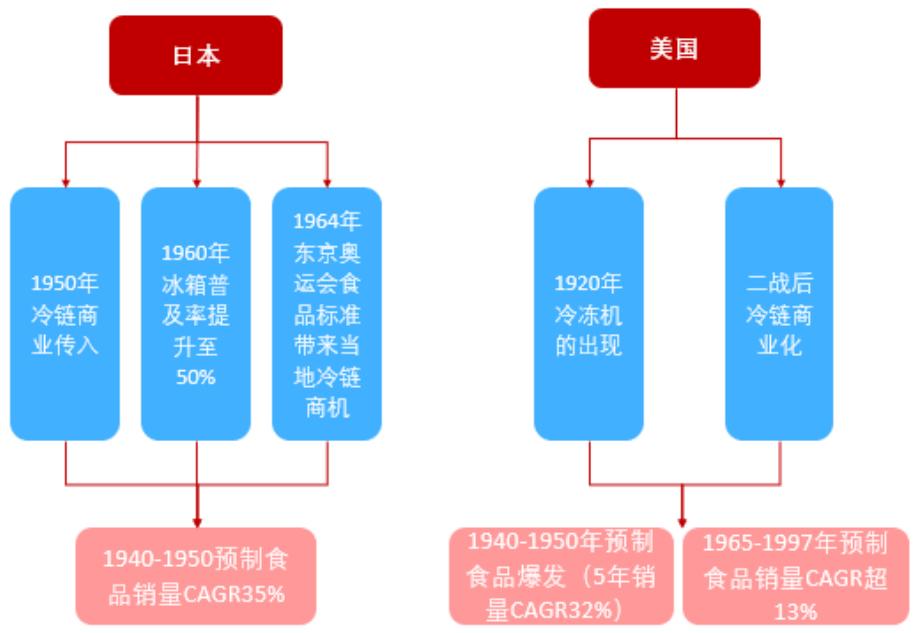 日本
1950年
冷链商
业传入
1960年
冰箱普
及率提
升至
50%
1964年
东京奥
运会食
品标准
带来当
地冷链
商机
1940-1950预制食
品销量CAGR35%
美国
1920年
冷冻机
的出现
二战后
冷链商
业化
1940-1950年预制
食品爆发（5年销
量CAGR32%）
1965-1997年预制
食品销量CAGR超
13%